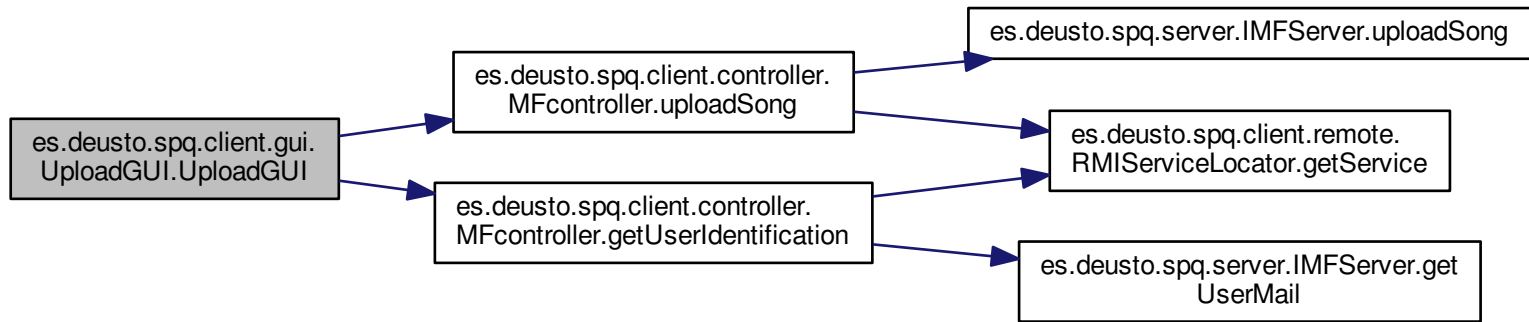 es.deusto.spq.client.gui.
UploadGUI.UploadGUI
es.deusto.spq.client.controller.
MFcontroller.uploadSong
es.deusto.spq.client.controller.
MFcontroller.getUserIdentification
es.deusto.spq.server.IMFServer.uploadSong
es.deusto.spq.client.remote.
RMIServiceLocator.getService
es.deusto.spq.server.IMFServer.get
UserMail